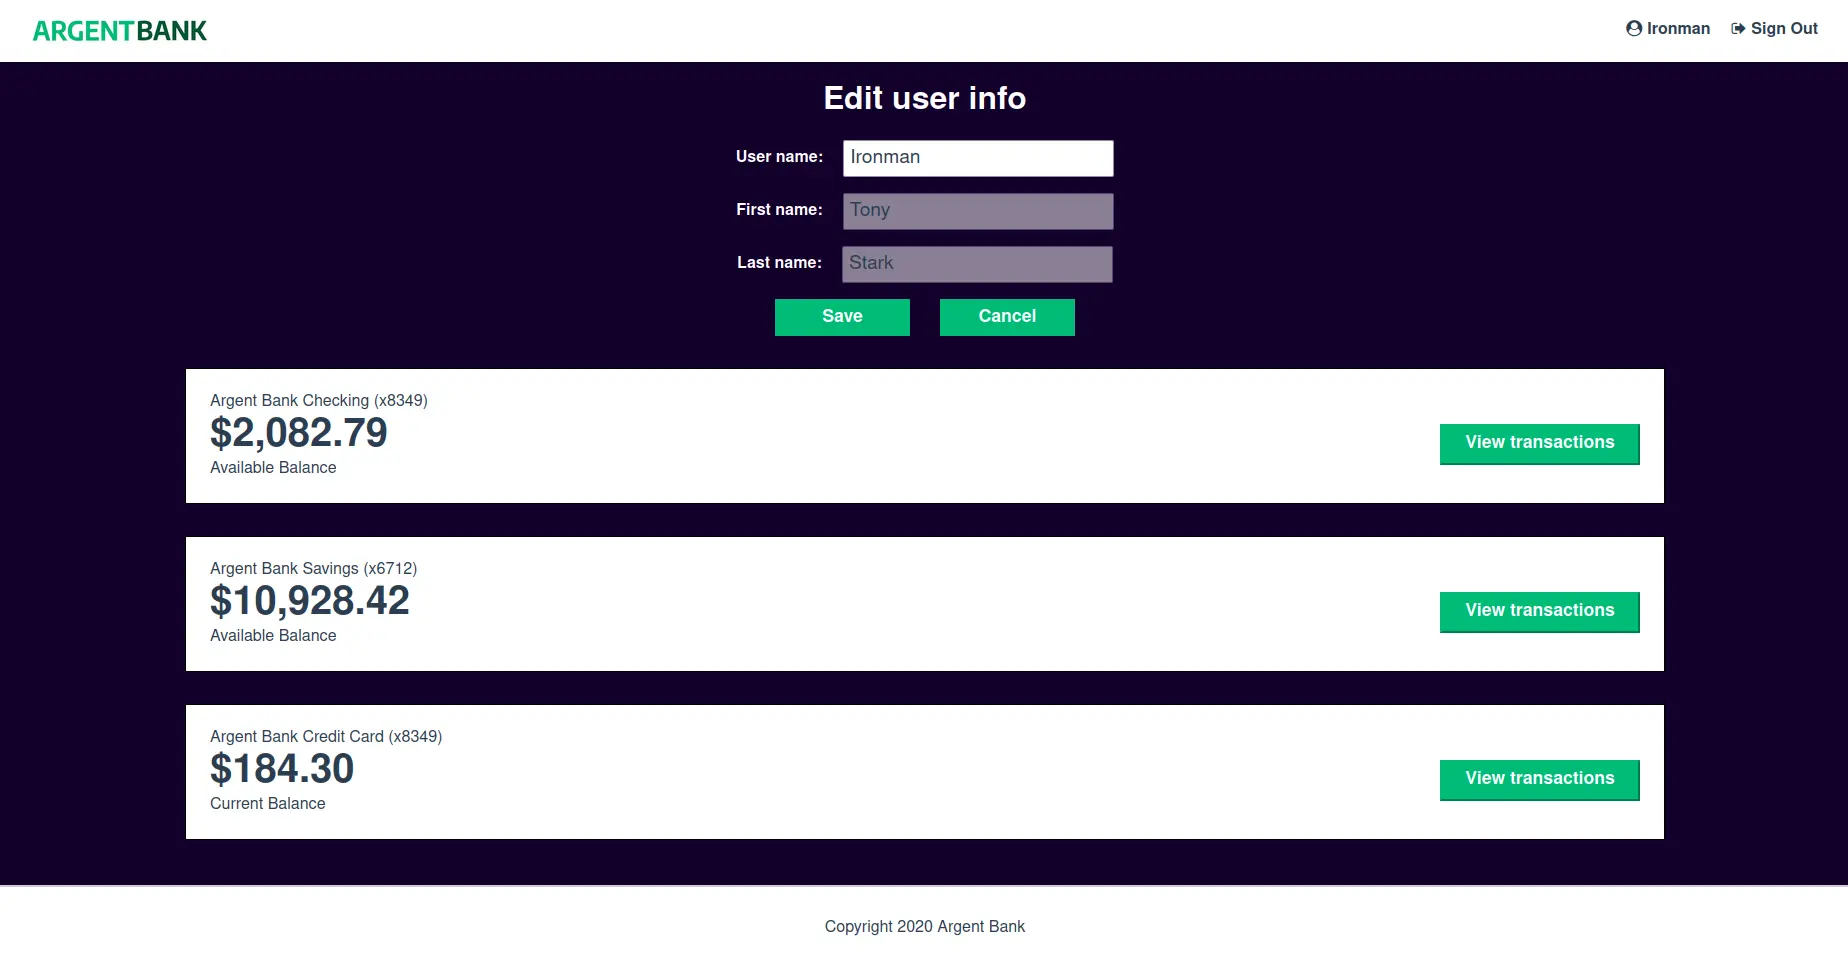 ARGENTBANK
Ironman Sign Out
Edit user info
User name: Ironman
First name: Tony
Last name: Stark
Save Cancel
Argent Bank Checking (x8349)
$2,082.79
Available Balance
View transactions
Argent Bank Savings (x6712)
$10,928.42
Available Balance
View transactions
Argent Bank Credit Card (x8349)
$184.30
Current Balance
View transactions
Copyright 2020 Argent Bank